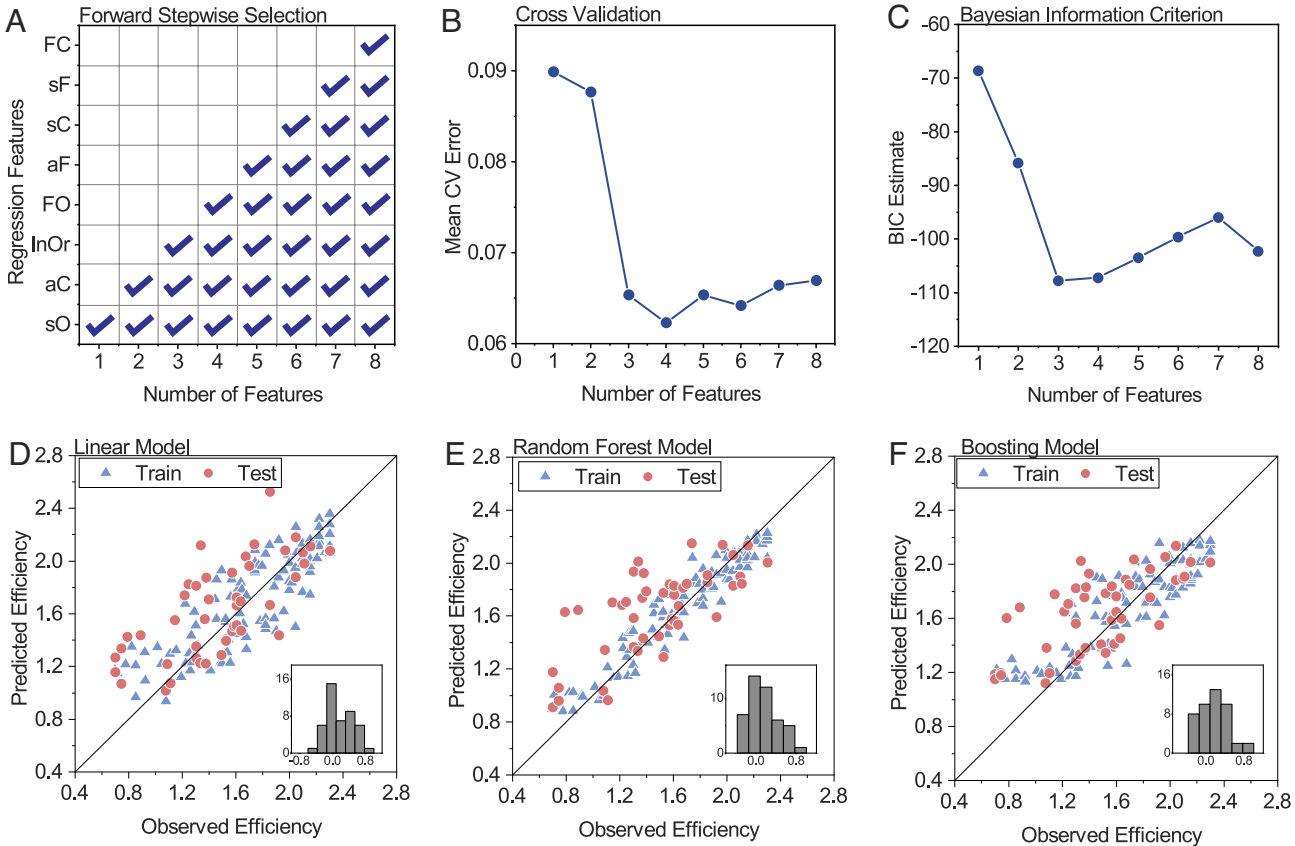 A
Forward Stepwise Selection
Regression Features
FC
sF
sC
aF
FO
InOr
aC
sO
1 2 3 4 5 6 7 8
Number of Features
B
Cross Validation
Mean CV Error
0.09
0.08
0.07
0.06
0 1 2 3 4 5 6 7 8
Number of Features
C
Bayesian Information Criterion
BIC Estimate
-60
-70
-80
-90
-100
-110
-120
1 2 3 4 5 6 7 8
Number of Features
D
Linear Model
Train Test
Predicted Efficiency
2.8
2.4
2.0
1.6
1.2
0.8
0.4
16
8
0
-0.8 0.0 0.8
0.4 0.8 1.2 1.6 2.0 2.4 2.8
Observed Efficiency
E
Random Forest Model
Train Test
Predicted Efficiency
2.8
2.4
2.0
1.6
1.2
0.8
0.4
10
0
0.0 0.8
0.4 0.8 1.2 1.6 2.0 2.4 2.8
Observed Efficiency
F
Boosting Model
Train Test
Predicted Efficiency
2.8
2.4
2.0
1.6
1.2
0.8
0.4
16
8
0
0.0 0.8
0.4 0.8 1.2 1.6 2.0 2.4 2.8
Observed Efficiency